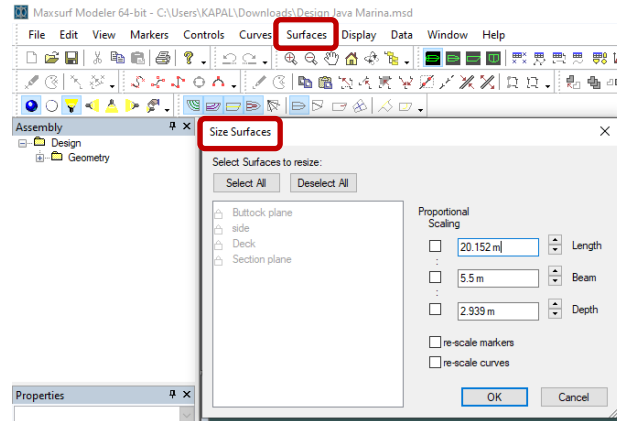 Maxsurf Modeler 64-bit - C:\Users\KAPAL\Downloads\Design Java Marina.msd
File Edit View Markers Controls Curves Surfaces Display Data Window Help
Assembly
Design
Geometry
Size Surfaces
Select Surfaces to resize:
Select All Deselect All
Buttock plane
side
Deck
Section plane
Proportional
Scaling
20.152 m Length
:
5.5 m Beam
:
2.939 m Depth
re-scale markers
re-scale curves
OK Cancel
Properties